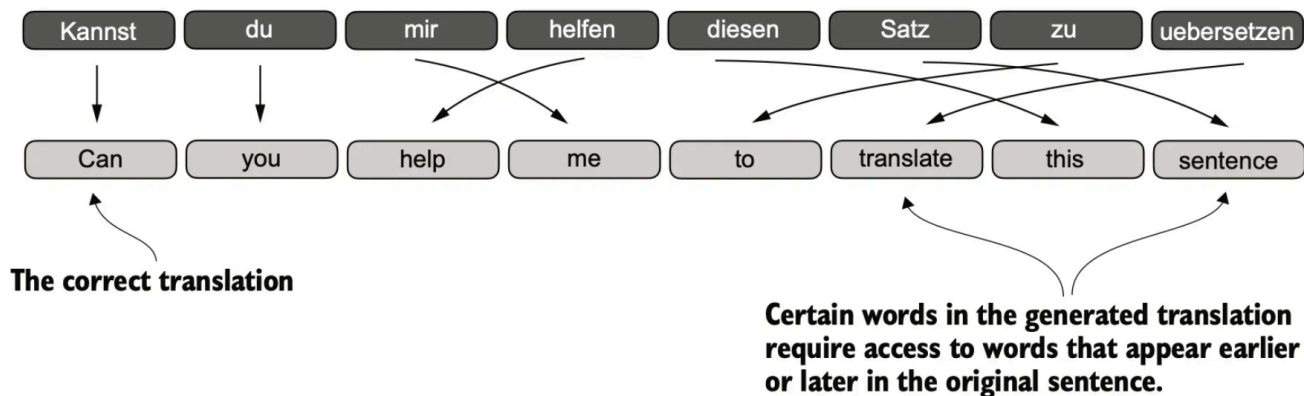 Kannst du mir helfen diesen Satz zu uebersetzen
Can you help me to translate this sentence
The correct translation
Certain words in the generated translation
require access to words that appear earlier
or later in the original sentence.